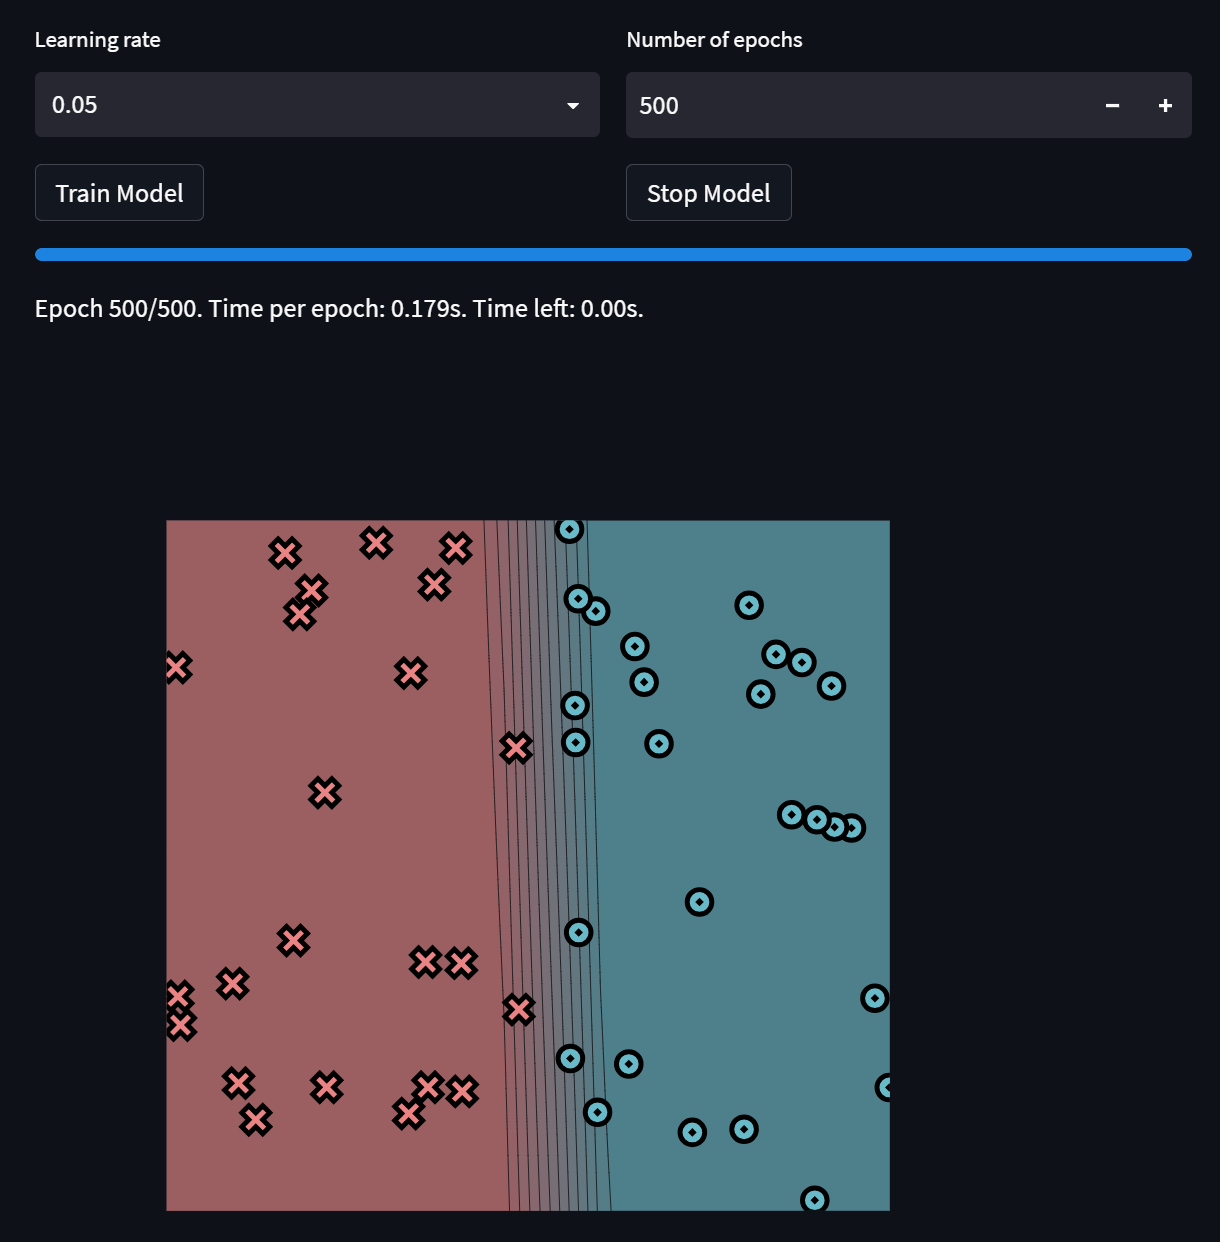 Learning rate
Number of epochs
0.05
500
Train Model
Stop Model
Epoch 500/500. Time per epoch: 0.179s. Time left: 0.00s.